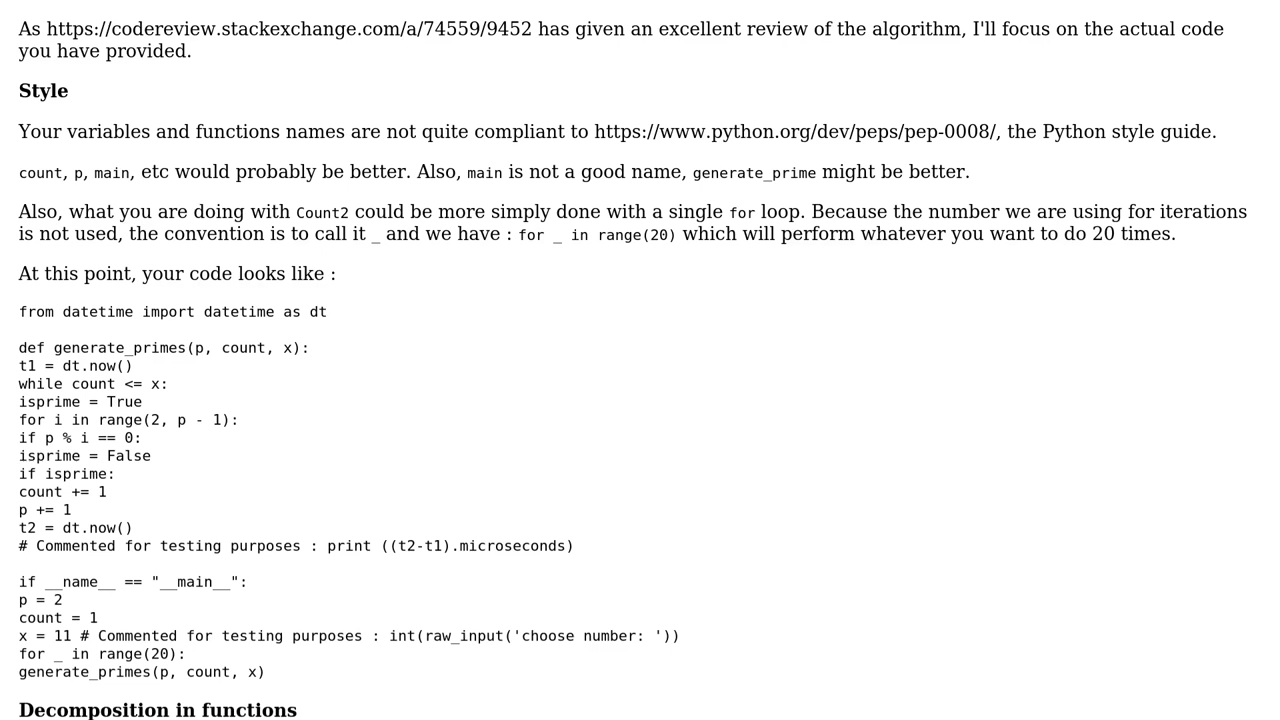 As https://codereview.stackexchange.com/a/74559/9452 has given an excellent review of the algorithm, I'll focus on the actual code
you have provided.
Style
Your variables and functions names are not quite compliant to https://www.python.org/dev/peps/pep-0008/, the Python style guide.
count, p, main, etc would probably be better. Also, main is not a good name, generate_prime might be better.
Also, what you are doing with Count2 could be more simply done with a single for loop. Because the number we are using for iterations
is not used, the convention is to call it _ and we have : for _ in range(20) which will perform whatever you want to do 20 times.
At this point, your code looks like :
from datetime import datetime as dt
def generate_primes(p, count, x):
t1 = dt.now()
while count <= x:
isprime = True
for i in range(2, p - 1):
if p % i == 0:
isprime = False
if isprime:
count += 1
p += 1
t2 = dt.now()
# Commented for testing purposes : print ((t2-t1).microseconds)
if __name__ == "__main__":
p = 2
count = 1
x = 11 # Commented for testing purposes : int(raw_input('choose number: '))
for _ in range(20):
generate_primes(p, count, x)
Decomposition in functions